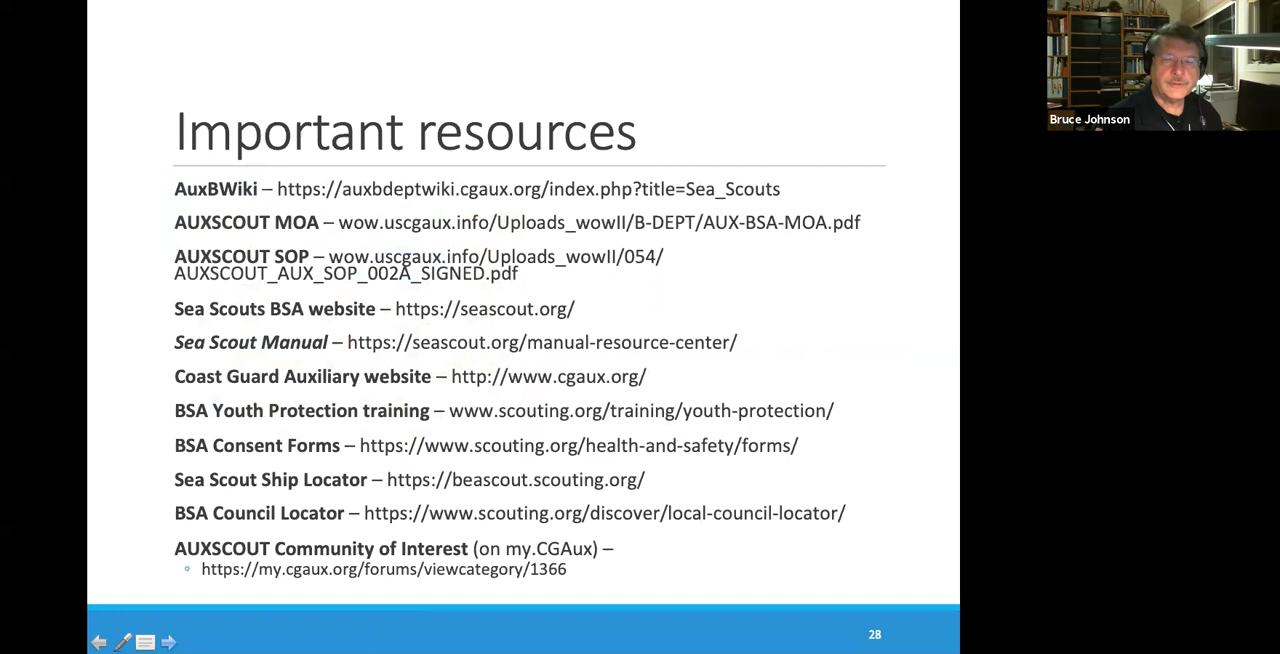 Important resources
AuxBWiki – https://auxbdeptwiki.cgaux.org/index.php?title=Sea_Scouts
AUXSCOUT MOA – wow.uscgaux.info/Uploads_wowII/B-DEPT/AUX-BSA-MOA.pdf
AUXSCOUT SOP – wow.uscgaux.info/Uploads_wowII/054/
AUXSCOUT_AUX_SOP_002A_SIGNED.pdf
Sea Scouts BSA website – https://seascout.org/
Sea Scout Manual – https://seascout.org/manual-resource-center/
Coast Guard Auxiliary website – http://www.cgaux.org/
BSA Youth Protection training – www.scouting.org/training/youth-protection/
BSA Consent Forms – https://www.scouting.org/health-and-safety/forms/
Sea Scout Ship Locator – https://beascout.scouting.org/
BSA Council Locator – https://www.scouting.org/discover/local-council-locator/
AUXSCOUT Community of Interest (on my.CGAux) –
https://my.cgaux.org/forums/viewcategory/1366
28
Bruce Johnson